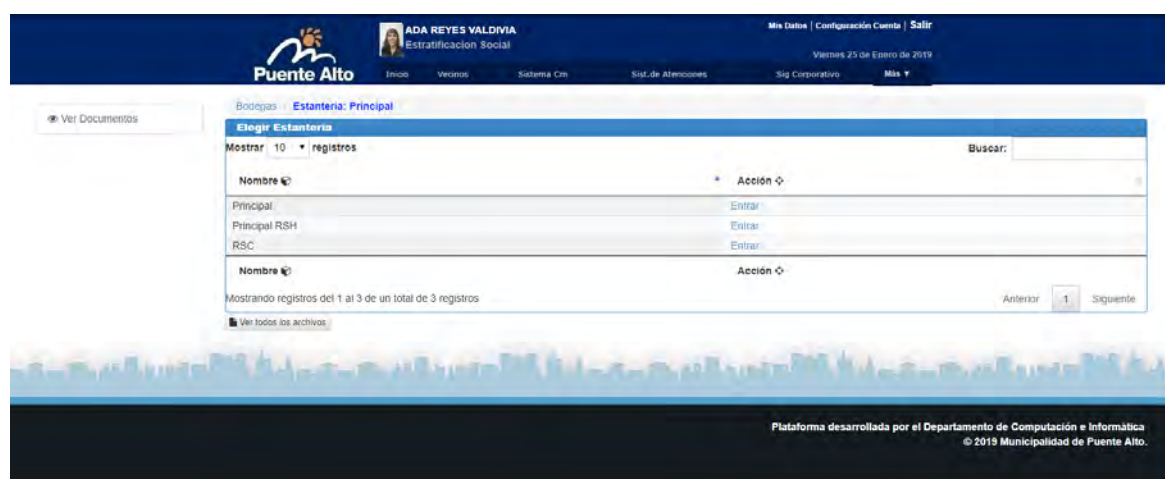 Puente Alto
ADA REYES VALDIVIA
Estratificacion Social
Mis Datos | Configuración Cuenta | Salir
Viernes 25 de Enero de 2019
Inicio Vecinos Sistema Cm Sist.de Atenciones Sig Corporativo Más ▼
Ver Documentos
Bodegas / Estanteria: Principal
Elegir Estanteria
Mostrar 10 ▼ registros Buscar:
Nombre Acción
Principal Entrar
Principal RSH Entrar
RSC Entrar
Nombre Acción
Mostrando registros del 1 al 3 de un total de 3 registros Anterior 1 Siguiente
Ver todos los archivos
Plataforma desarrollada por el Departamento de Computación e Informática
© 2019 Municipalidad de Puente Alto.